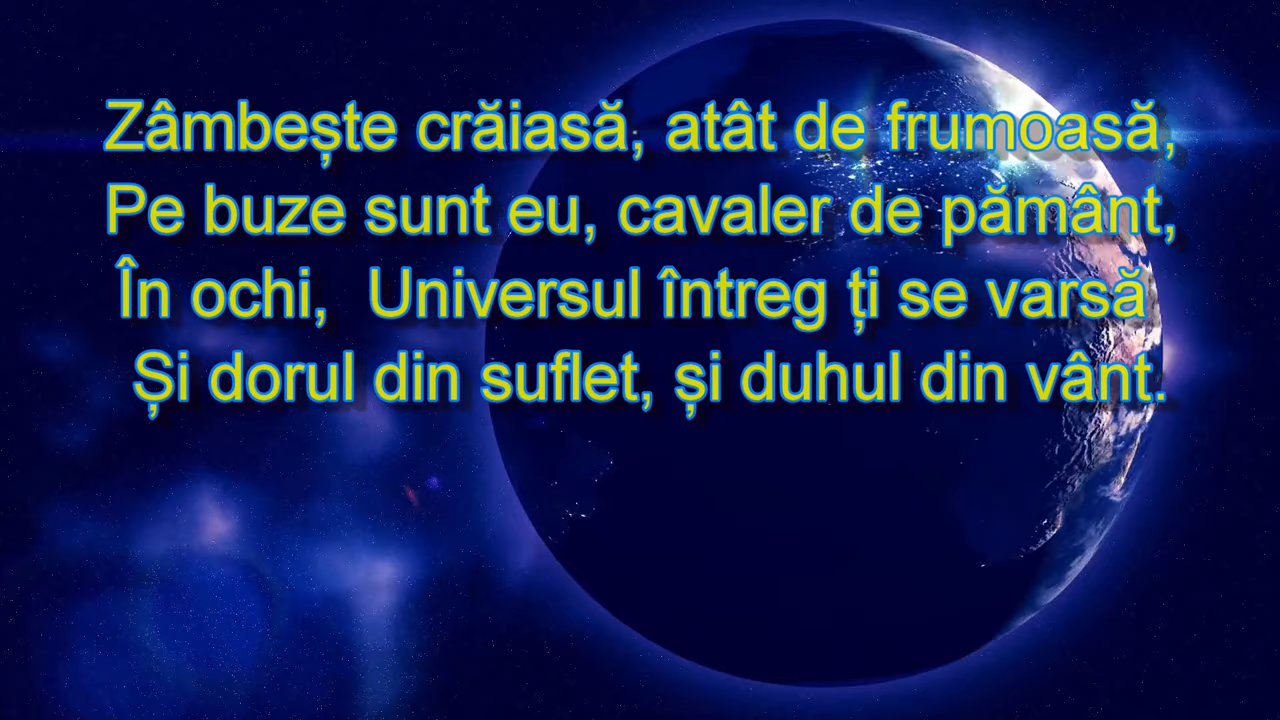 Zâmbește crăiasă, atât de frumoasă,
Pe buze sunt eu, cavaler de pământ,
În ochi,  Universul întreg ți se varsă
Și dorul din suflet, și duhul din vânt.